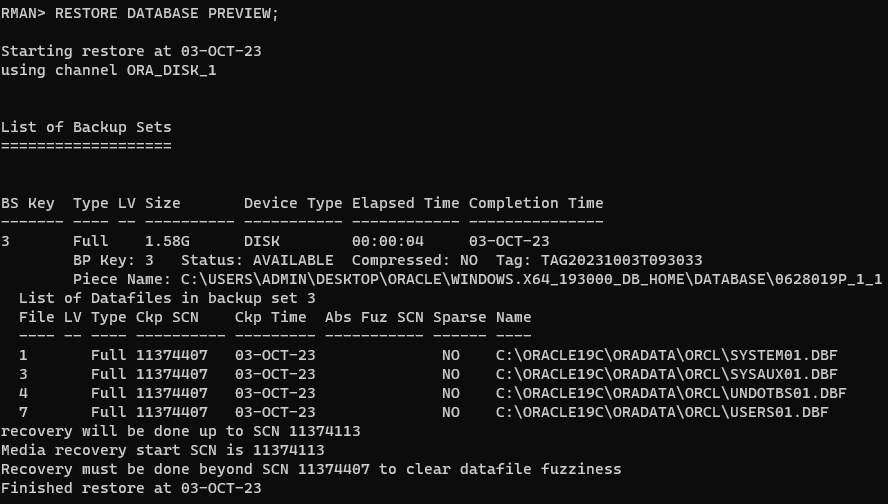 RMAN> RESTORE DATABASE PREVIEW;
Starting restore at 03-OCT-23
using channel ORA_DISK_1
List of Backup Sets
===================
BS Key  Type LV Size       Device Type Elapsed Time Completion Time
------- ---- -- ---------- ----------- ------------ ---------------
3       Full    1.58G      DISK        00:00:04     03-OCT-23
        BP Key: 3   Status: AVAILABLE  Compressed: NO  Tag: TAG20231003T093033
        Piece Name: C:\USERS\ADMIN\DESKTOP\ORACLE\WINDOWS.X64_193000_DB_HOME\DATABASE\0628019P_1_1
  List of Datafiles in backup set 3
  File LV Type Ckp SCN    Ckp Time  Abs Fuz SCN Sparse Name
  ---- -- ---- ---------- --------- ----------- ------ ----
  1       Full 11374407   03-OCT-23              NO    C:\ORACLE19C\ORADATA\ORCL\SYSTEM01.DBF
  3       Full 11374407   03-OCT-23              NO    C:\ORACLE19C\ORADATA\ORCL\SYSAUX01.DBF
  4       Full 11374407   03-OCT-23              NO    C:\ORACLE19C\ORADATA\ORCL\UNDOTBS01.DBF
  7       Full 11374407   03-OCT-23              NO    C:\ORACLE19C\ORADATA\ORCL\USERS01.DBF
recovery will be done up to SCN 11374113
Media recovery start SCN is 11374113
Recovery must be done beyond SCN 11374407 to clear datafile fuzziness
Finished restore at 03-OCT-23